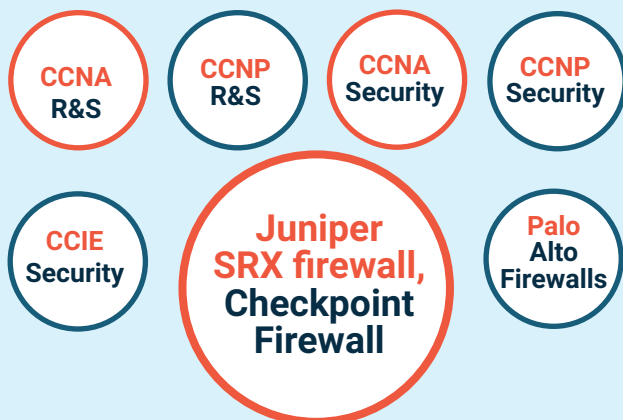 CCNA
R&S
CCNP
R&S
CCNA
Security
CCNP
Security
CCIE
Security
Juniper
SRX firewall,
Checkpoint
Firewall
Palo
Alto
Firewalls